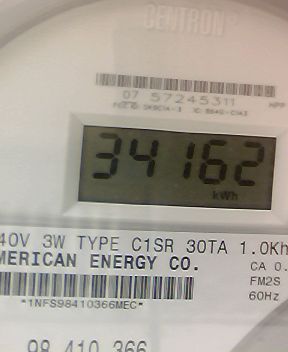 CENTRON®
07 57245311 HPP
34162
kWh
40V 3W TYPE C1SR 30TA 1.0Kh
MERICAN ENERGY CO. CA 0.
FM2S
*1NFS98410366MEC* 60Hz
98 410 366